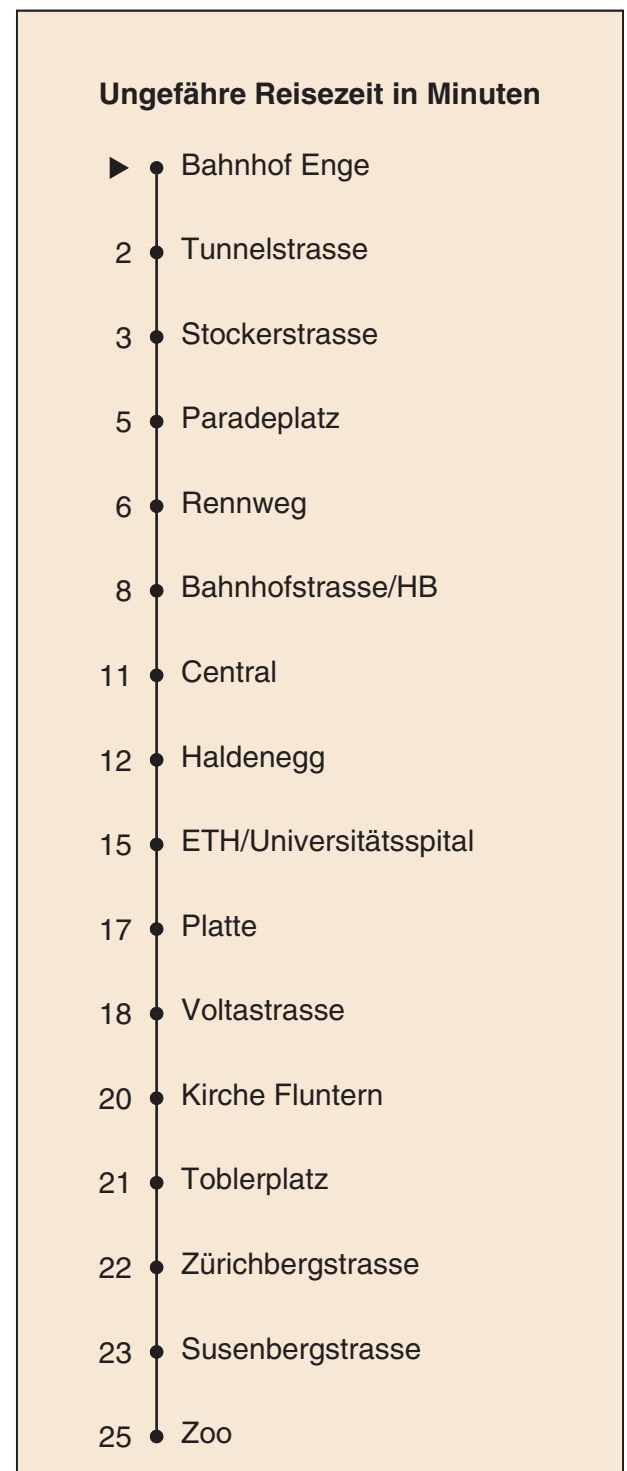 Ungefähre Reisezeit in Minuten
Bahnhof Enge
2 Tunnelstrasse
3 Stockerstrasse
5 Paradeplatz
6 Rennweg
8 Bahnhofstrasse/HB
11 Central
12 Haldenegg
15 ETH/Universitätsspital
17 Platte
18 Voltastrasse
20 Kirche Fluntern
21 Toblerplatz
22 Zürichbergstrasse
23 Susenbergstrasse
25 Zoo